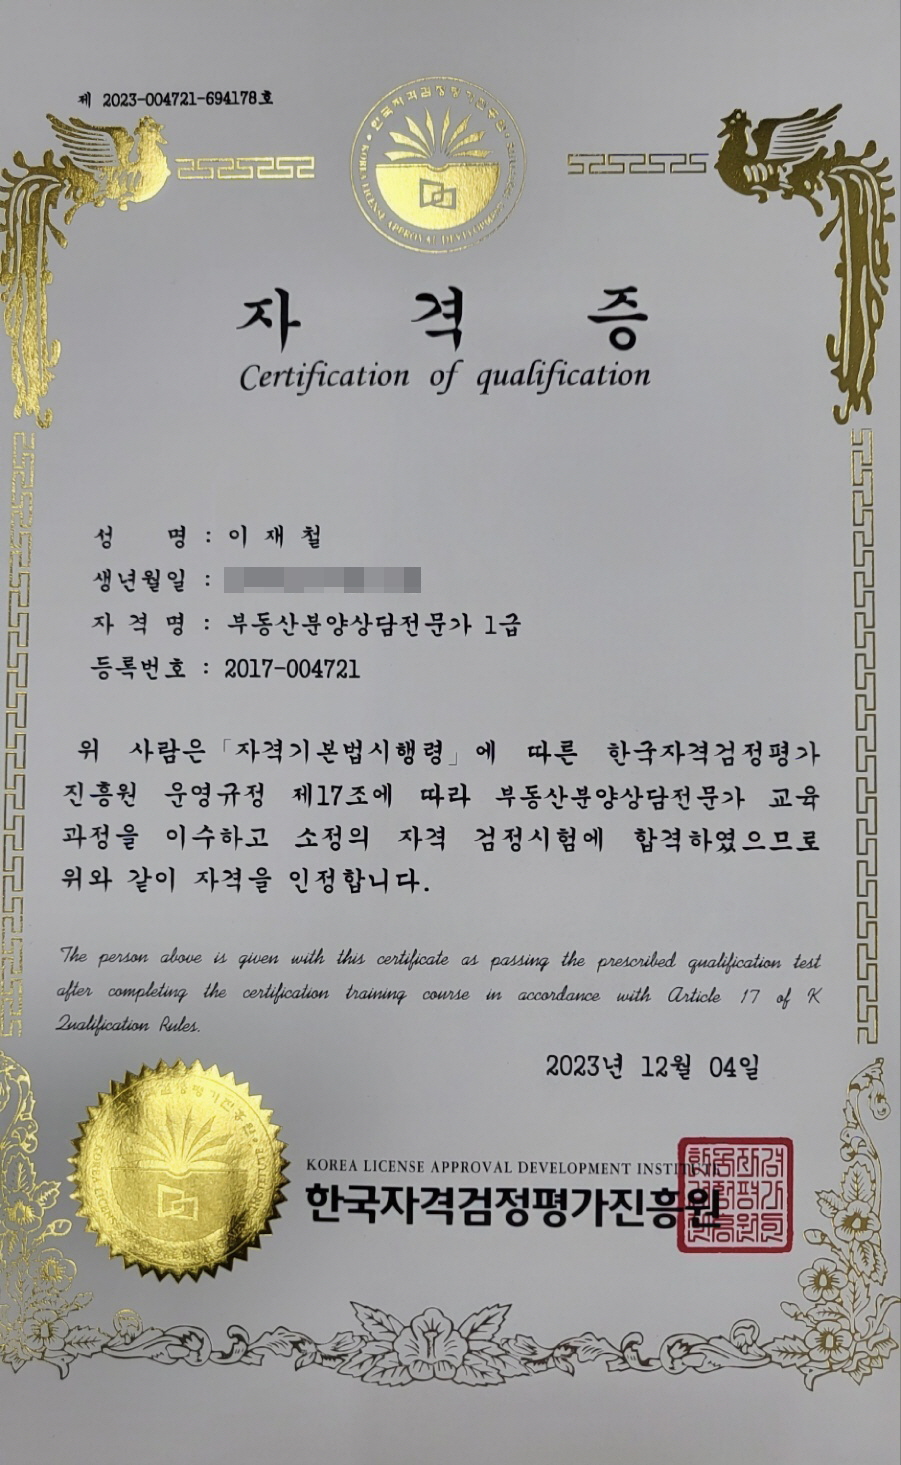 제 2023-004721-694178호
자 격 증
Certification of qualification
성 명 : 이 재 철
생년월일 :
자 격 명 : 부동산분양상담전문가 1급
등록번호 : 2017-004721
위 사람은 「자격기본법시행령」에 따른 한국자격검정평가
진흥원 운영규정 제17조에 따라 부동산분양상담전문가 교육
과정을 이수하고 소정의 자격 검정시험에 합격하였으므로
위와 같이 자격을 인정합니다.
The person above is given with this certificate as passing the prescribed qualification test
after completing the certification training course in accordance with Article 17 of K
Qualification Rules.
2023년 12월 04일
KOREA LICENSE APPROVAL DEVELOPMENT INSTITUTE
한국자격검정평가진흥원